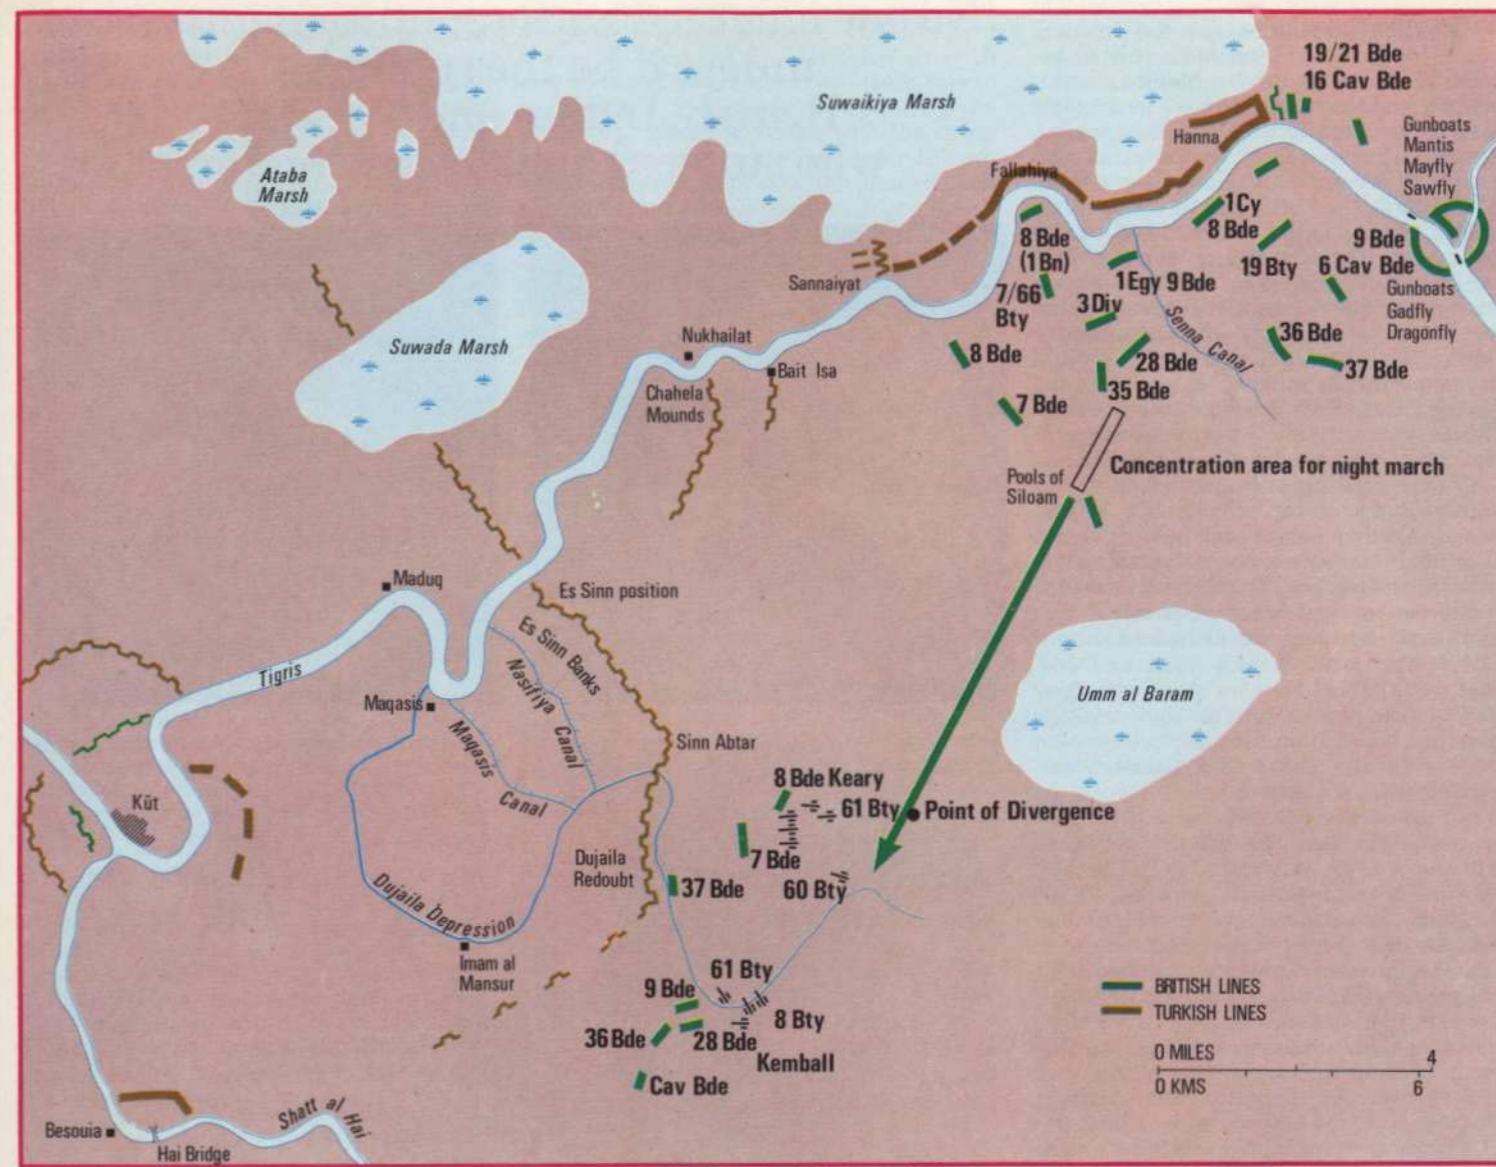 19/21 Bde
16 Cav Bde
Suwaikiya Marsh
Gunboats
Mantis
Mayfly
Sawfly
Hanna
Fallahiya
Ataba
Marsh
1 Cy
8 Bde
8 Bde
(1 Bn)
19 Bty
9 Bde
6 Cav Bde
Gunboats
Gadfly
Dragonfly
Sannaiyat
1 Egy 9 Bde
7/66
Bty
3 Div
Senna Canal
36 Bde
37 Bde
Suwada Marsh
Nukhailat
Bait Isa
Chahela
Mounds
8 Bde
28 Bde
35 Bde
7 Bde
Concentration area for night march
Pools of
Siloam
Maduq
Es Sinn position
Es Sinn Banks
Nasifiya Canal
Tigris
Maqasis
Maqasis Canal
Umm al Baram
Sinn Abtar
Kūt
8 Bde Keary
61 Bty
Point of Divergence
7 Bde
Dujaila
Redoubt
37 Bde
60 Bty
Dujaila Depression
Imam al
Mansur
61 Bty
9 Bde
8 Bty
36 Bde
28 Bde
Kemball
Cav Bde
BRITISH LINES
TURKISH LINES
0 MILES 4
0 KMS 6
Besouia
Hai Bridge
Shatt al Hai